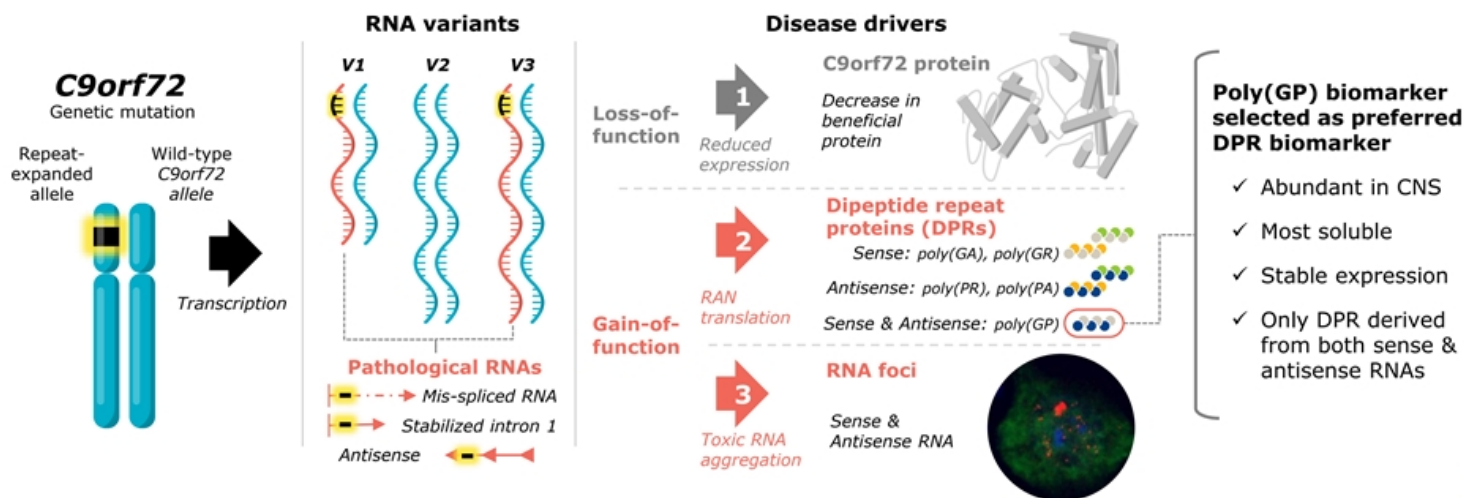 C9orf72
Genetic mutation
Repeat-
expanded
allele
Wild-type
C9orf72
allele
Transcription
RNA variants
V1
V2
V3
Pathological RNAs
Mis-spliced RNA
Stabilized intron 1
Antisense
Disease drivers
Loss-of-
function
1
Reduced
expression
C9orf72 protein
Decrease in
beneficial
protein
Gain-of-
function
2
RAN
translation
Dipeptide repeat
proteins (DPRs)
Sense: poly(GA), poly(GR)
Antisense: poly(PR), poly(PA)
Sense & Antisense: poly(GP)
3
Toxic RNA
aggregation
RNA foci
Sense &
Antisense RNA
Poly(GP) biomarker
selected as preferred
DPR biomarker
✓ Abundant in CNS
✓ Most soluble
✓ Stable expression
✓ Only DPR derived
from both sense &
antisense RNAs